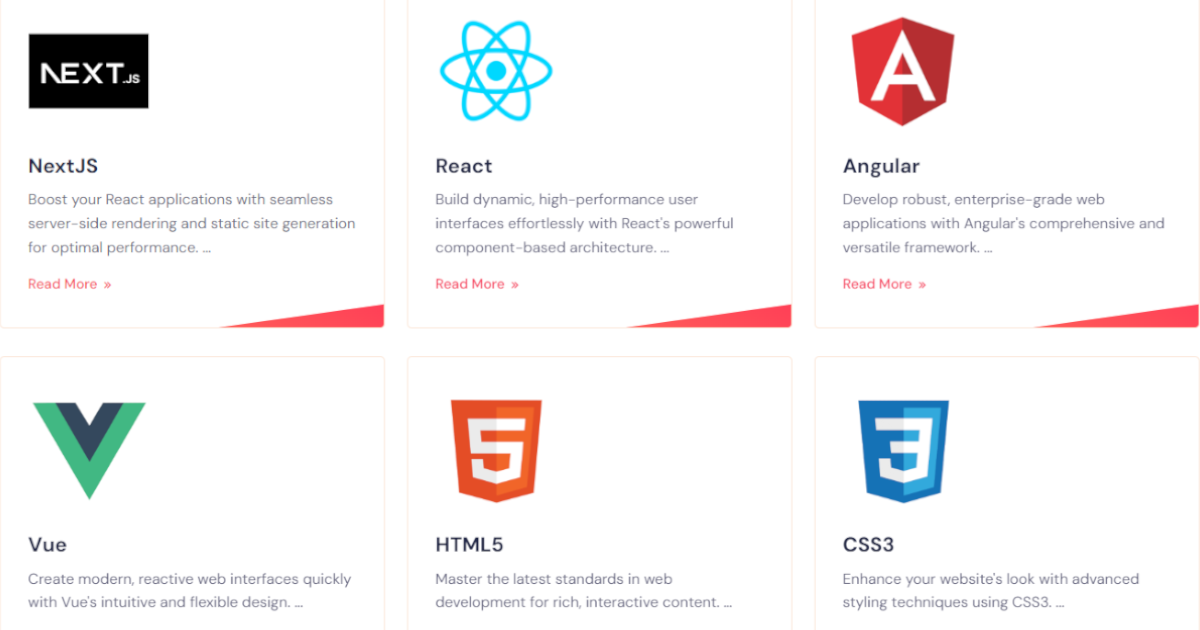 NEXT.JS
NextJS
Boost your React applications with seamless
server-side rendering and static site generation
for optimal performance. ...
Read More »
React
Build dynamic, high-performance user
interfaces effortlessly with React's powerful
component-based architecture. ...
Read More »
A
Angular
Develop robust, enterprise-grade web
applications with Angular's comprehensive and
versatile framework. ...
Read More »
Vue
Create modern, reactive web interfaces quickly
with Vue's intuitive and flexible design. ...
5
HTML5
Master the latest standards in web
development for rich, interactive content. ...
3
CSS3
Enhance your website's look with advanced
styling techniques using CSS3. ...